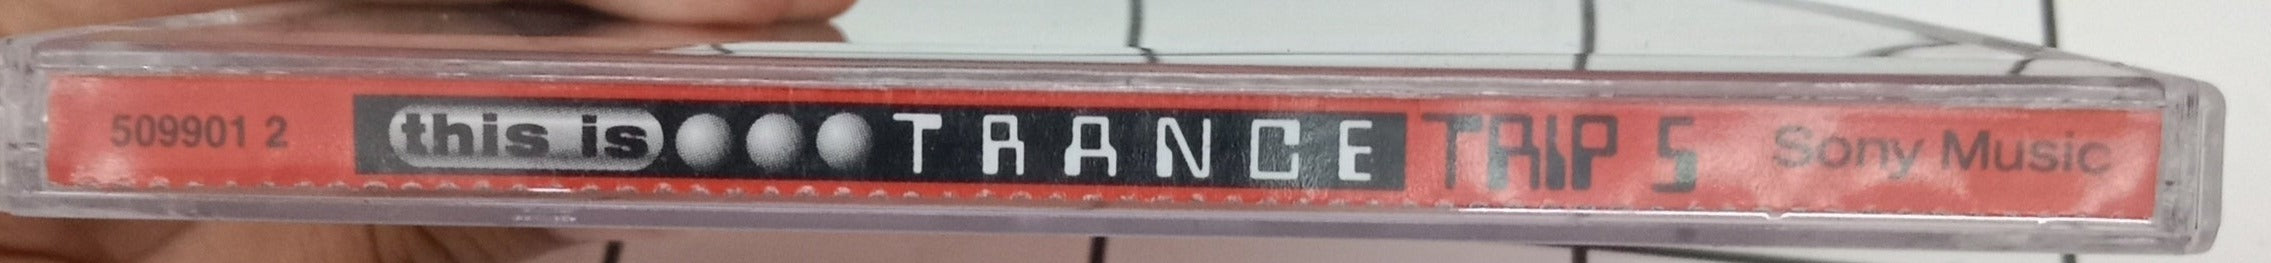 509901 2 this is TRANCE TRIP 5 Sony Music